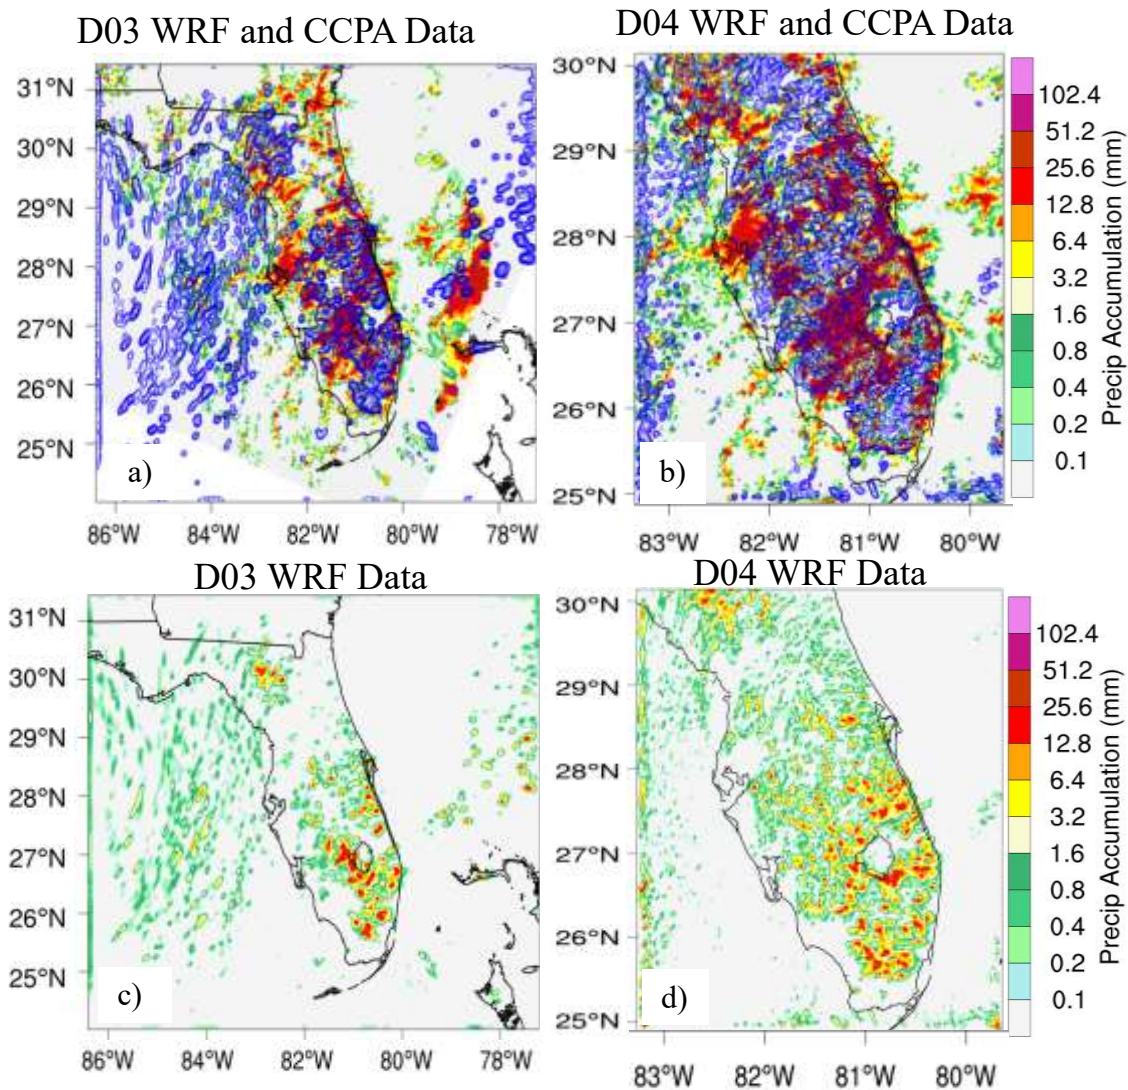 D03 WRF and CCPA Data
D04 WRF and CCPA Data
31°N
30°N
29°N
28°N
27°N
26°N
25°N
86°W
84°W
82°W
80°W
78°W
a)
30°N
29°N
28°N
27°N
26°N
25°N
83°W
82°W
81°W
80°W
b)
102.4
51.2
25.6
12.8
6.4
3.2
1.6
0.8
0.4
0.2
0.1
Precip Accumulation (mm)
D03 WRF Data
D04 WRF Data
31°N
30°N
29°N
28°N
27°N
26°N
25°N
86°W
84°W
82°W
80°W
78°W
c)
30°N
29°N
28°N
27°N
26°N
25°N
83°W
82°W
81°W
80°W
d)
102.4
51.2
25.6
12.8
6.4
3.2
1.6
0.8
0.4
0.2
0.1
Precip Accumulation (mm)